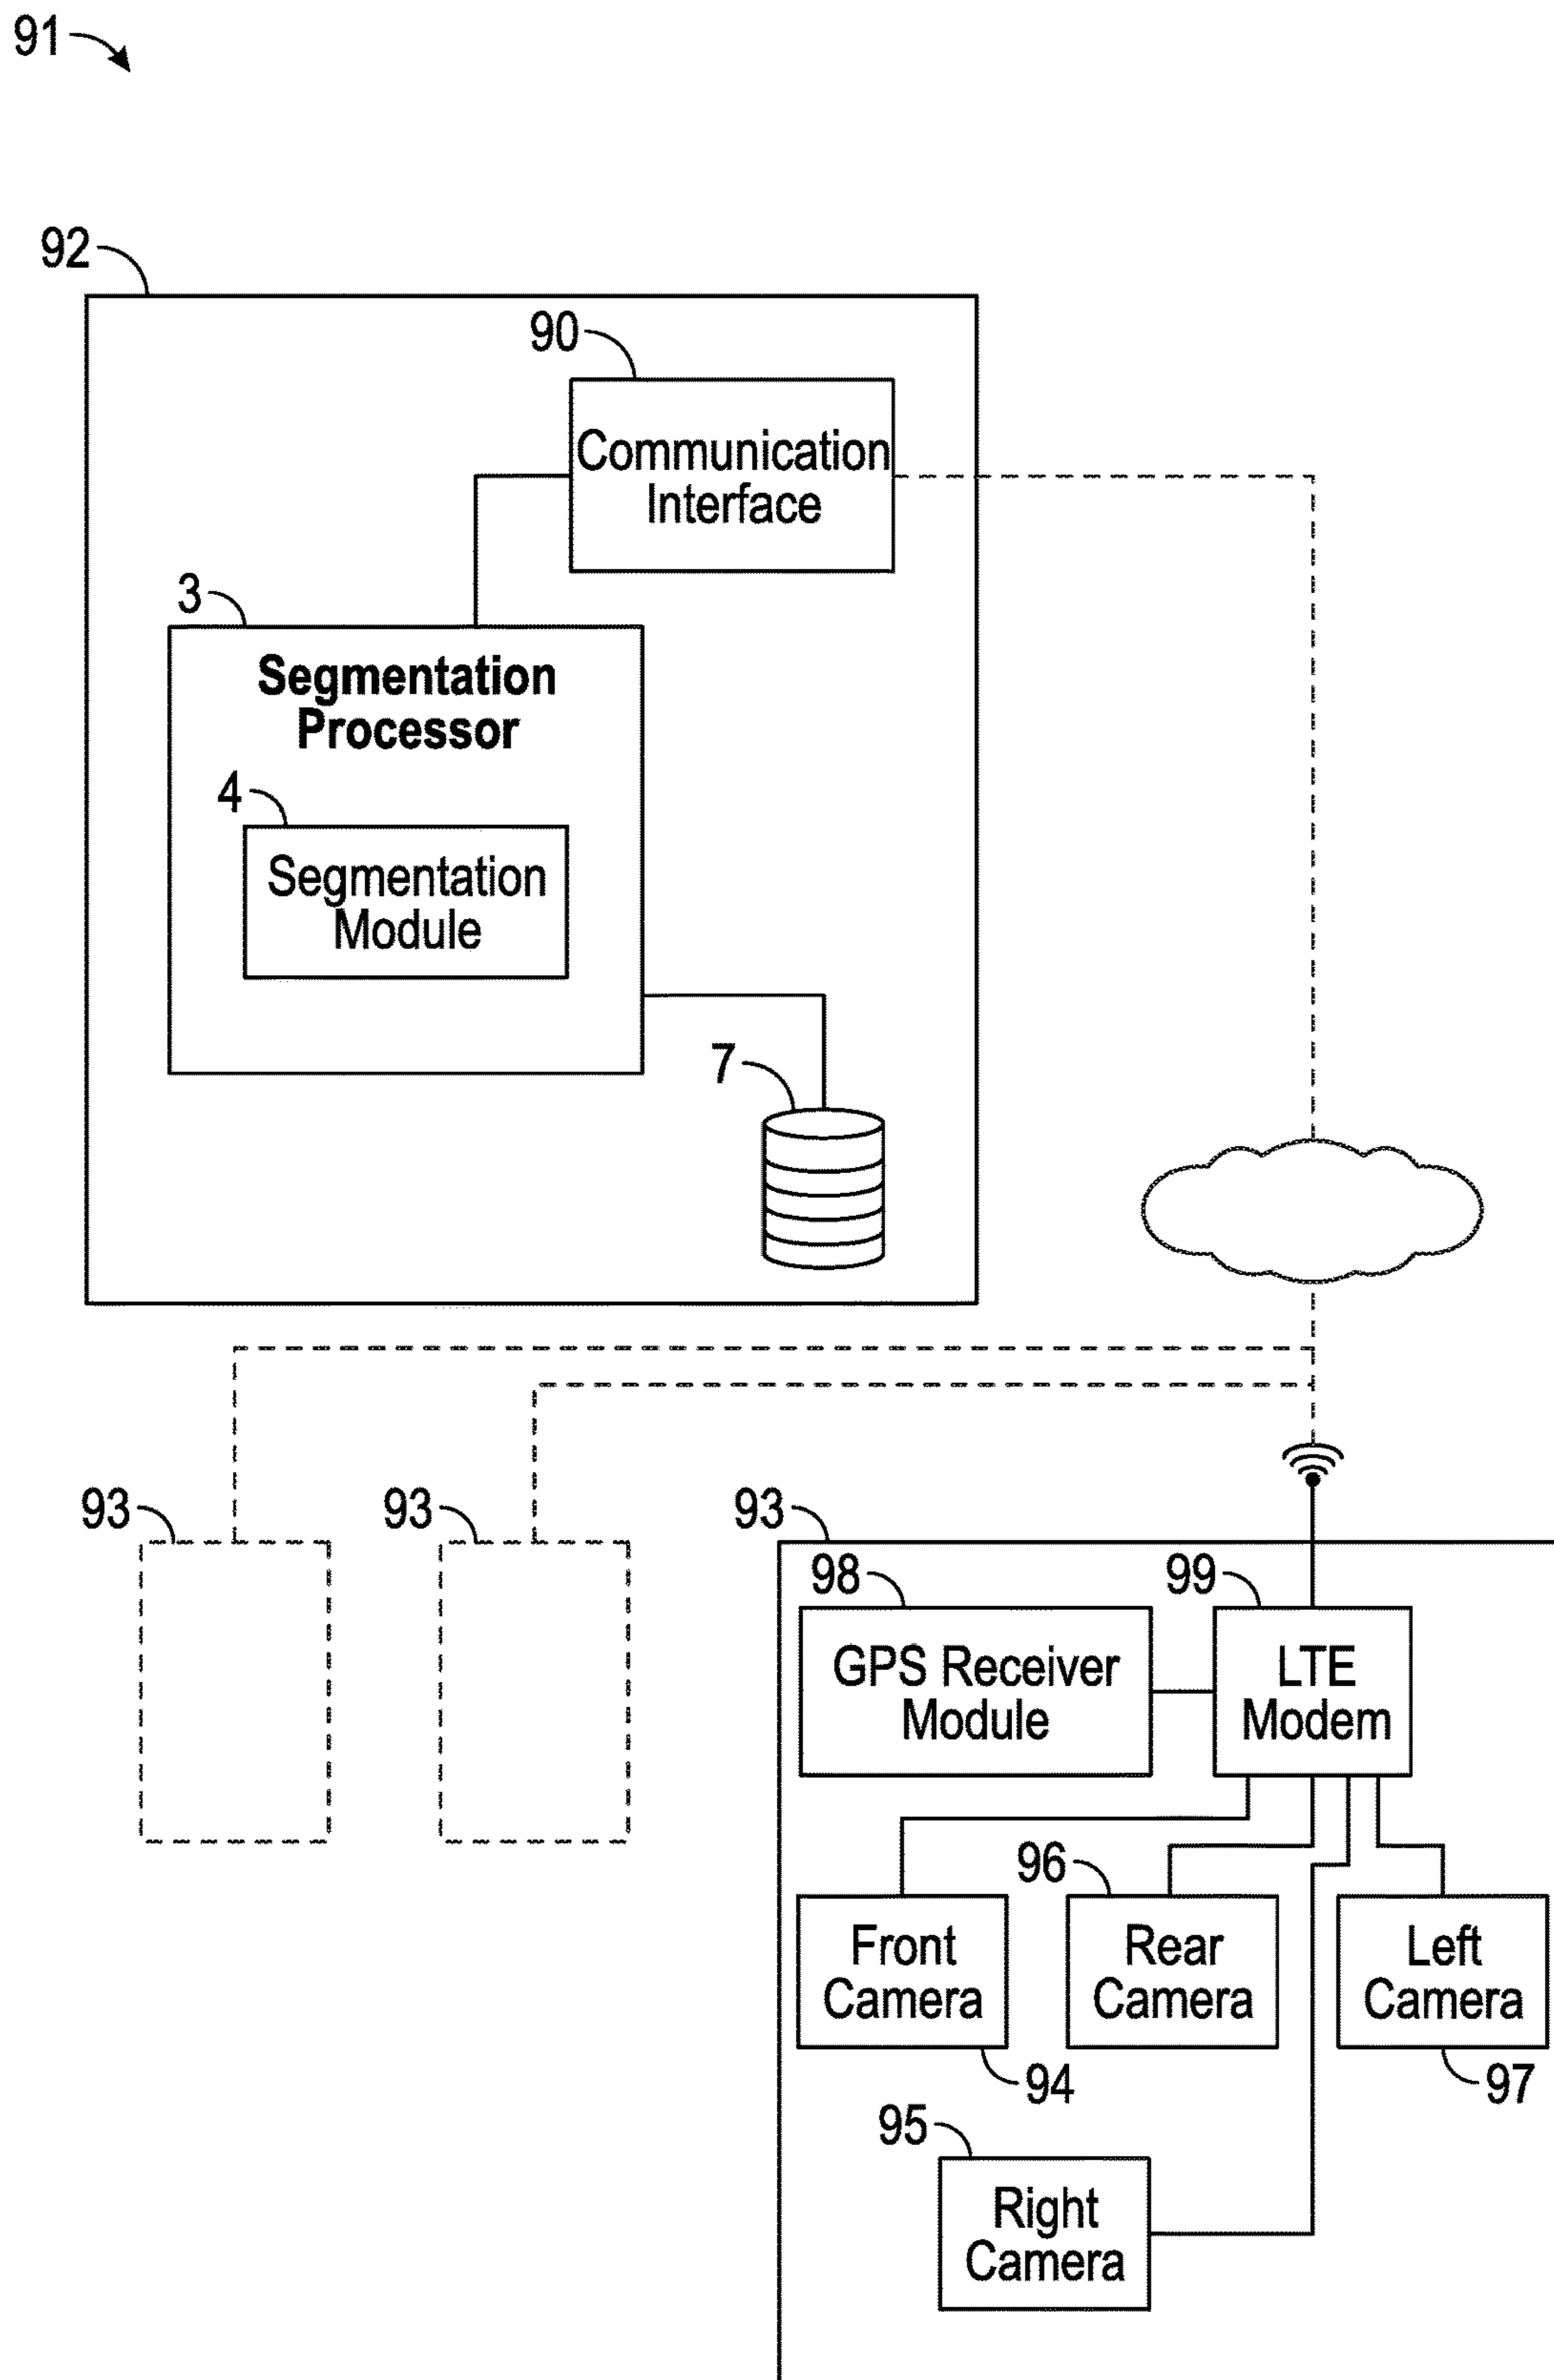 91
92
90
Communication
Interface
3
Segmentation
Processor
4
Segmentation
Module
7
93
93
93
98
99
GPS Receiver
Module
LTE
Modem
96
Front
Camera
Rear
Camera
Left
Camera
94
97
95
Right
Camera